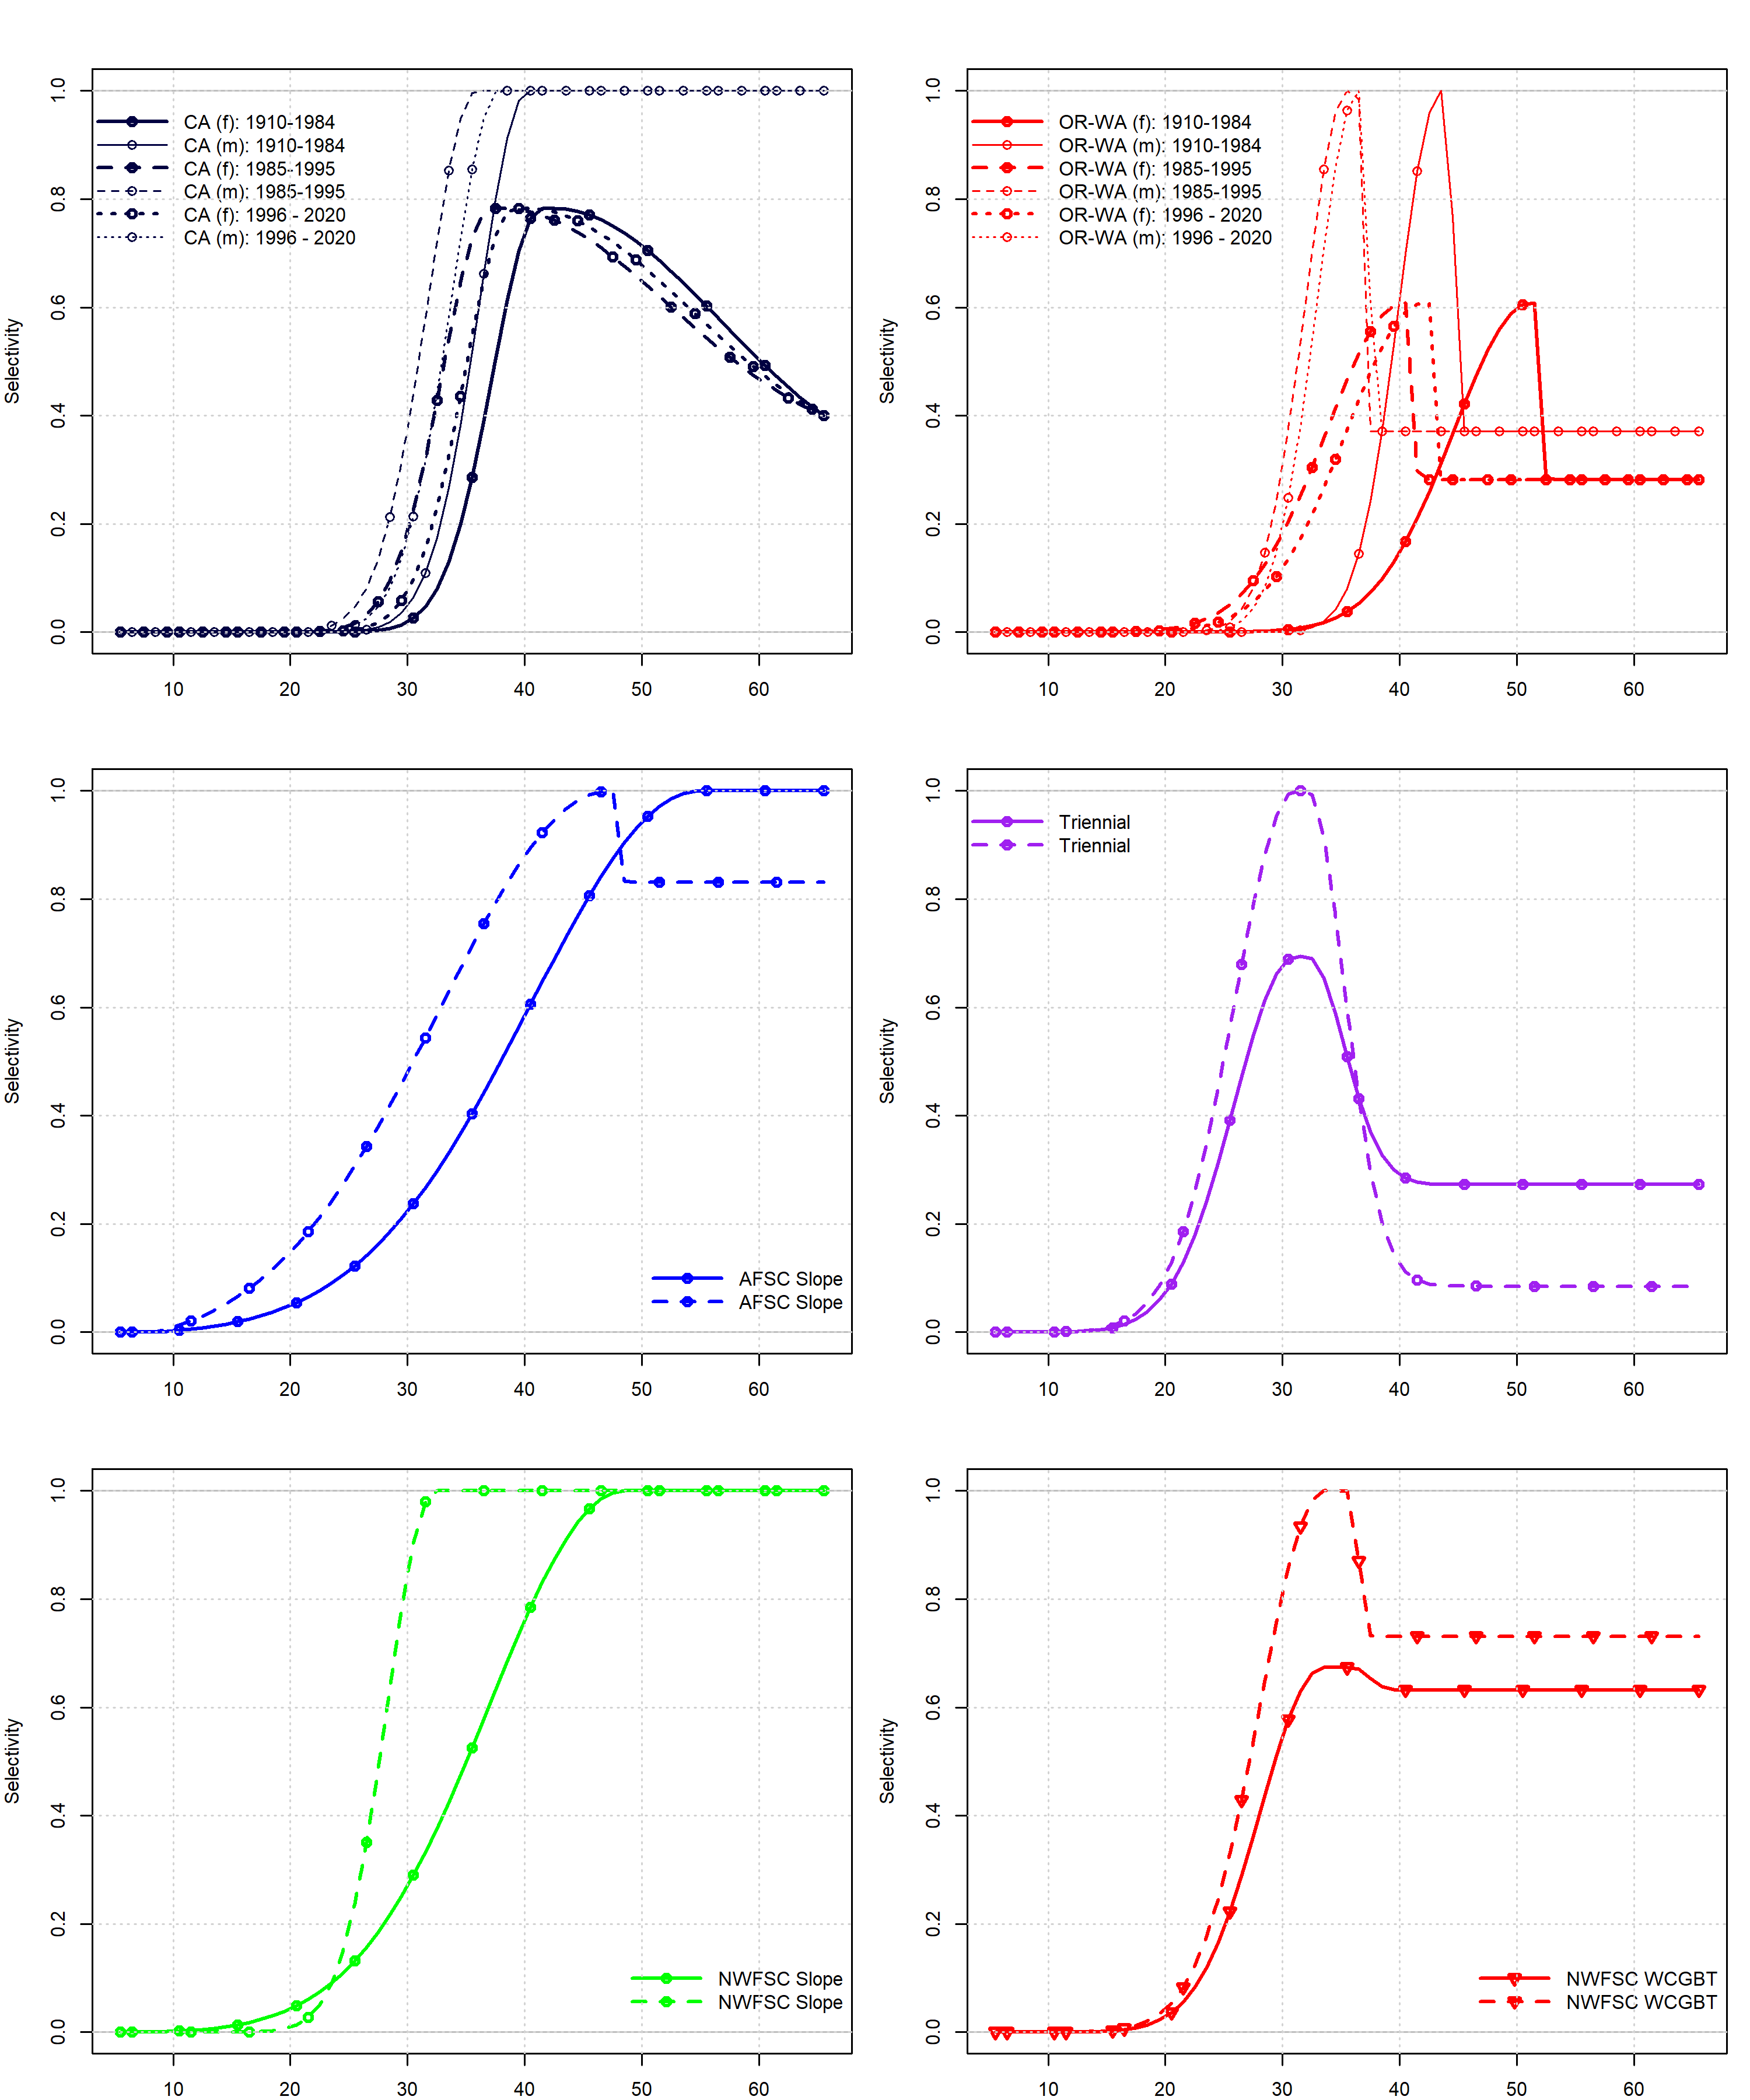 Selectivity
1.0
0.8
0.6
0.4
0.2
0.0
CA (f): 1910-1984
CA (m): 1910-1984
CA (f): 1985-1995
CA (m): 1985-1995
CA (f): 1996 - 2020
CA (m): 1996 - 2020
10 20 30 40 50 60
Selectivity
1.0
0.8
0.6
0.4
0.2
0.0
OR-WA (f): 1910-1984
OR-WA (m): 1910-1984
OR-WA (f): 1985-1995
OR-WA (m): 1985-1995
OR-WA (f): 1996 - 2020
OR-WA (m): 1996 - 2020
10 20 30 40 50 60
Selectivity
1.0
0.8
0.6
0.4
0.2
0.0
AFSC Slope
AFSC Slope
10 20 30 40 50 60
Selectivity
1.0
0.8
0.6
0.4
0.2
0.0
Triennial
Triennial
10 20 30 40 50 60
Selectivity
1.0
0.8
0.6
0.4
0.2
0.0
NWFSC Slope
NWFSC Slope
10 20 30 40 50 60
Selectivity
1.0
0.8
0.6
0.4
0.2
0.0
NWFSC WCGBT
NWFSC WCGBT
10 20 30 40 50 60